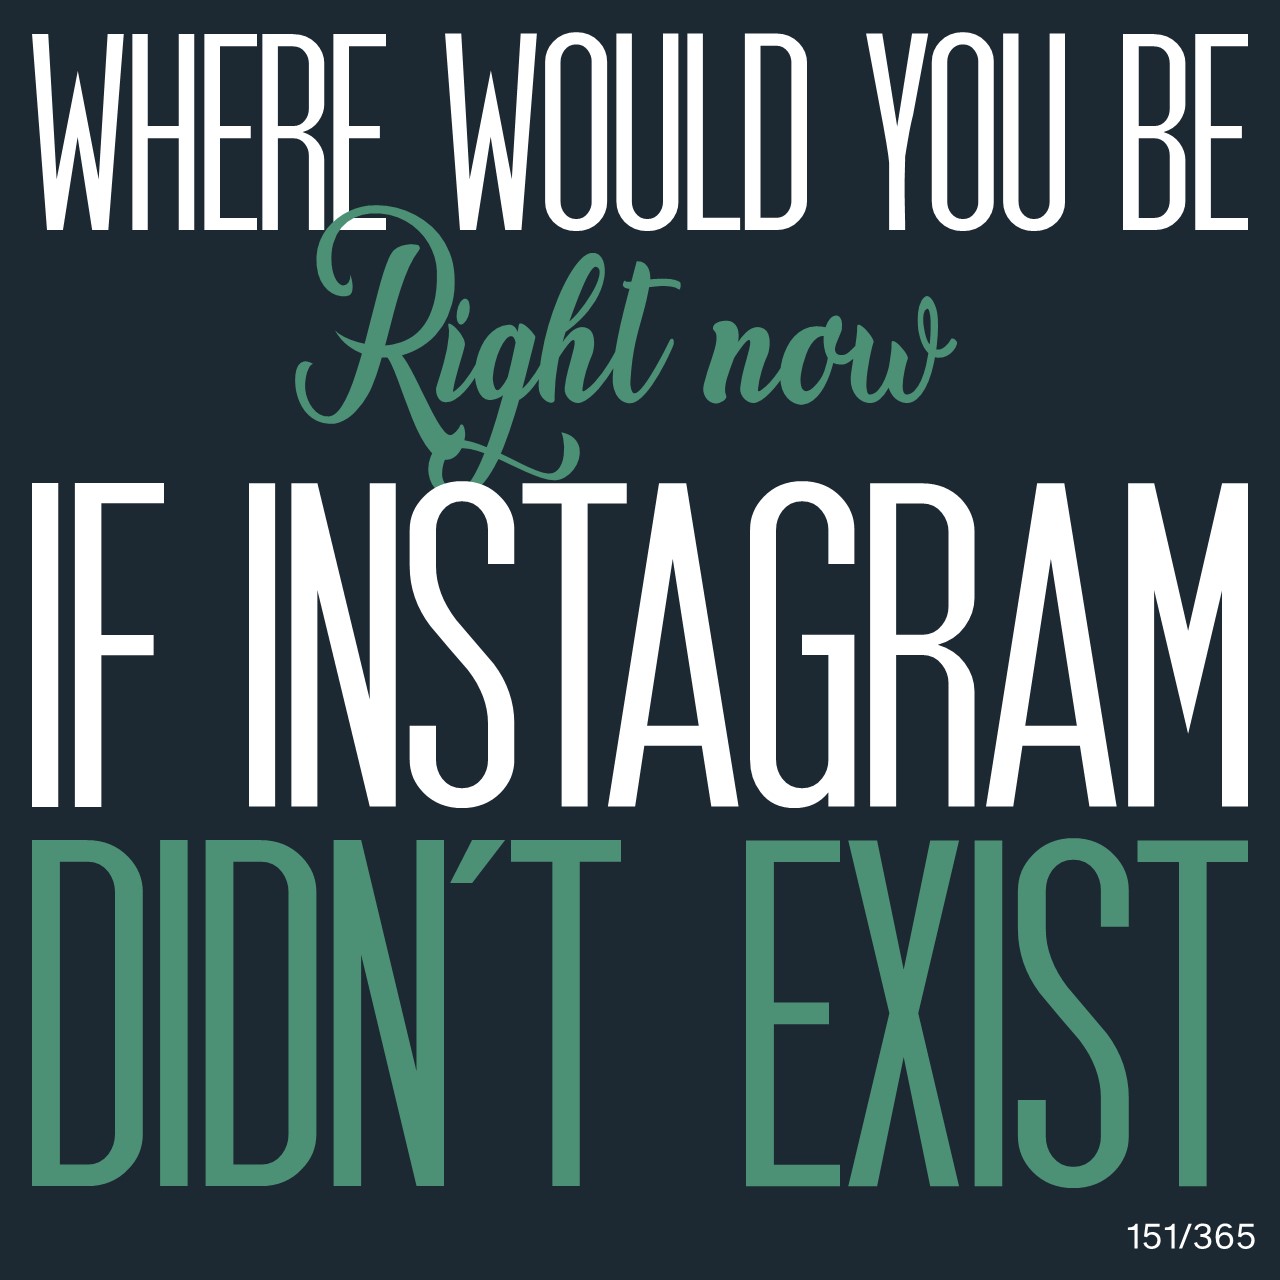 WHERE WOULD YOU BE
Right now
IF INSTAGRAM
DIDN'T EXIST
151/365